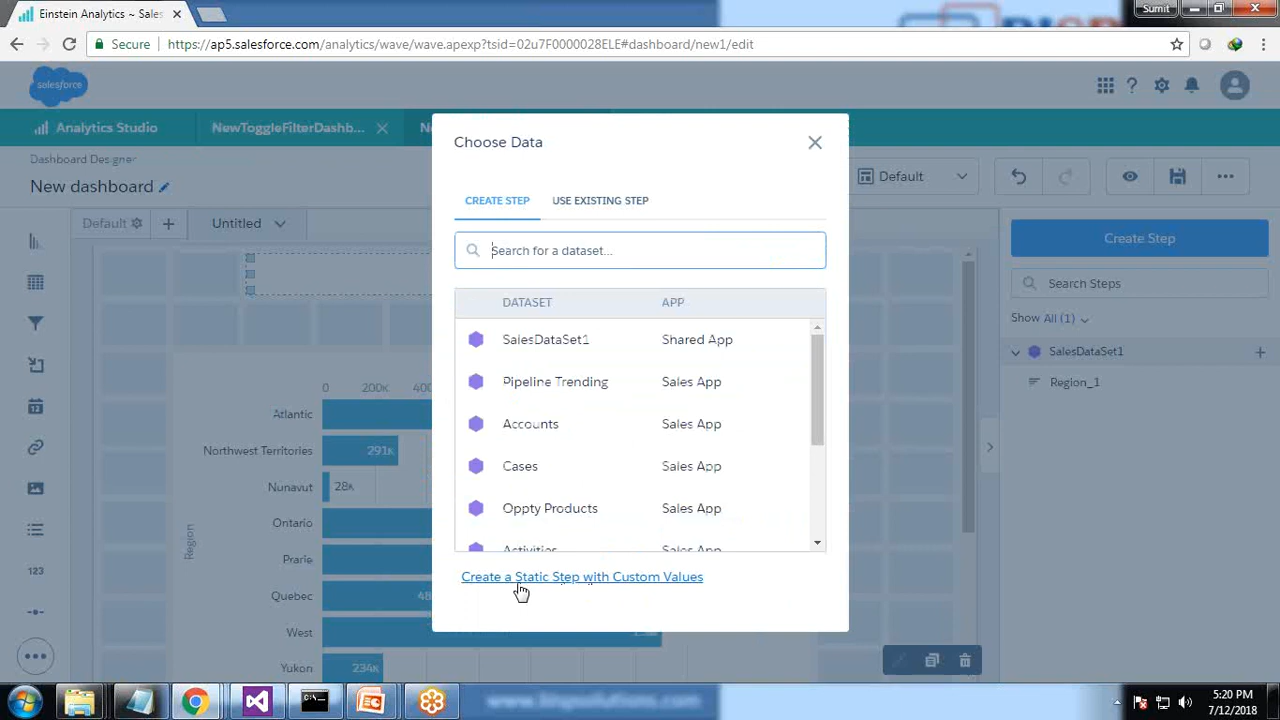 Einstein Analytics ~ Sales
Sumit
Secure
https://ap5.salesforce.com/analytics/wave/wave.apexp?tsid=02u7F0000028ELE#dashboard/new1/edit
salesforce
Analytics Studio
NewToggleFilterDashb...
Dashboard Designer
New dashboard
Default
Default
Untitled
Choose Data
CREATE STEP
USE EXISTING STEP
Search for a dataset...
DATASET
APP
SalesDataSet1
Shared App
Pipeline Trending
Sales App
Accounts
Sales App
Cases
Sales App
Oppty Products
Sales App
Activities
Sales App
Create a Static Step with Custom Values
Create Step
Search Steps
Show All (1)
SalesDataSet1
Region_1
0
200K
Region
Atlantic
Northwest Territories
291K
Nunavut
28K
Ontario
Prarie
Quebec
West
Yukon
234K
123
5:20 PM
7/12/2018